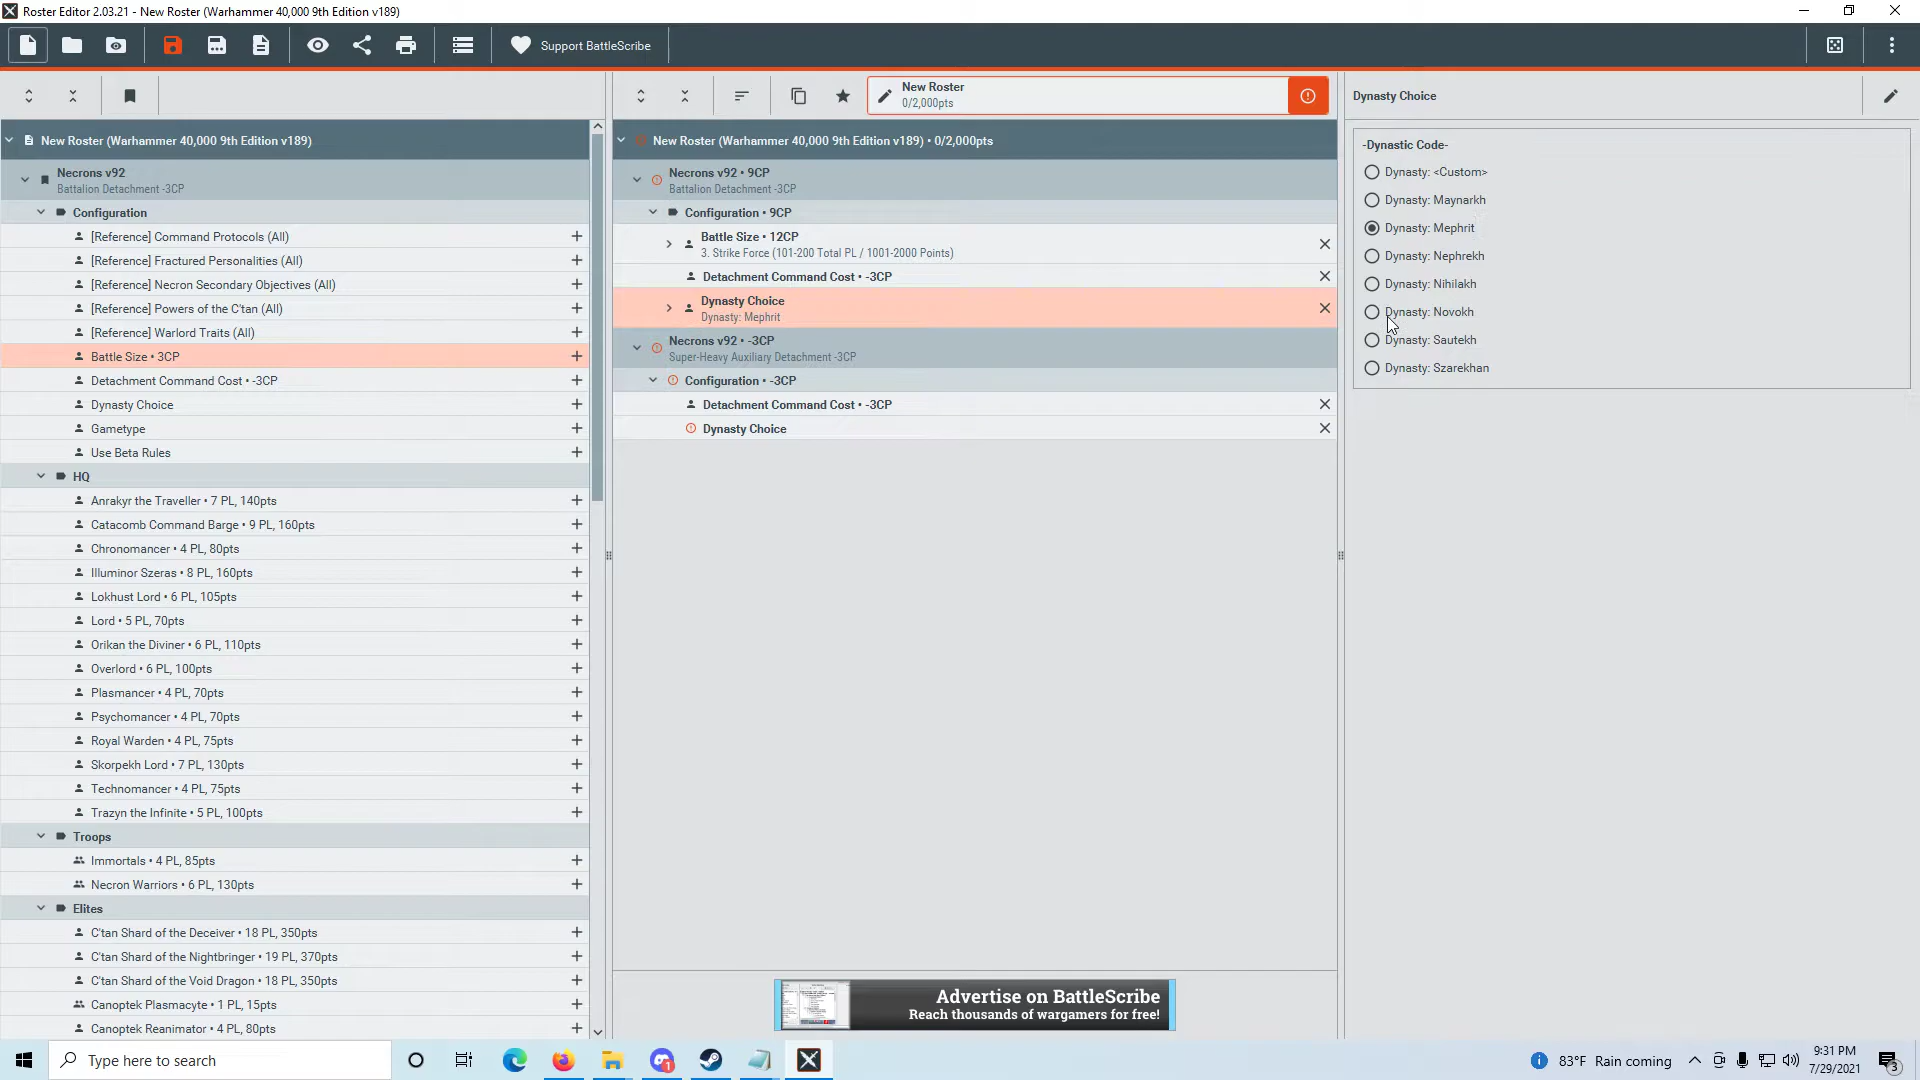 Roster Editor 2.03.21 - New Roster (Warhammer 40,000 9th Edition v189)
Support BattleScribe
New Roster
0/2,000pts
Dynasty Choice
New Roster (Warhammer 40,000 9th Edition v189)
Necrons v92
Battalion Detachment -3CP
Configuration
[Reference] Command Protocols (All)
[Reference] Fractured Personalities (All)
[Reference] Necron Secondary Objectives (All)
[Reference] Powers of the C'tan (All)
[Reference] Warlord Traits (All)
Battle Size • 3CP
Detachment Command Cost • -3CP
Dynasty Choice
Gametype
Use Beta Rules
HQ
Anrakyr the Traveller • 7 PL, 140pts
Catacomb Command Barge • 9 PL, 160pts
Chronomancer • 4 PL, 80pts
Illuminor Szeras • 8 PL, 160pts
Lokhust Lord • 6 PL, 105pts
Lord • 5 PL, 70pts
Orikan the Diviner • 6 PL, 110pts
Overlord • 6 PL, 100pts
Plasmancer • 4 PL, 70pts
Psychomancer • 4 PL, 70pts
Royal Warden • 4 PL, 75pts
Skorpekh Lord • 7 PL, 130pts
Technomancer • 4 PL, 75pts
Trazyn the Infinite • 5 PL, 100pts
Troops
Immortals • 4 PL, 85pts
Necron Warriors • 6 PL, 130pts
Elites
C'tan Shard of the Deceiver • 18 PL, 350pts
C'tan Shard of the Nightbringer • 19 PL, 370pts
C'tan Shard of the Void Dragon • 18 PL, 350pts
Canoptek Plasmacyte • 1 PL, 15pts
Canoptek Reanimator • 4 PL, 80pts
New Roster (Warhammer 40,000 9th Edition v189) • 0/2,000pts
Necrons v92 • 9CP
Battalion Detachment -3CP
Configuration • 9CP
Battle Size • 12CP
3. Strike Force (101-200 Total PL / 1001-2000 Points)
Detachment Command Cost • -3CP
Dynasty Choice
Dynasty: Mephrit
Necrons v92 • -3CP
Super-Heavy Auxiliary Detachment -3CP
Configuration • -3CP
Detachment Command Cost • -3CP
Dynasty Choice
-Dynastic Code-
Dynasty: <Custom>
Dynasty: Maynarkh
Dynasty: Mephrit
Dynasty: Nephrekh
Dynasty: Nihilakh
Dynasty: Novokh
Dynasty: Sautekh
Dynasty: Szarekhan
Advertise on BattleScribe
Reach thousands of wargamers for free!
Type here to search
1
83°F Rain coming
9:31 PM
7/29/2021
3